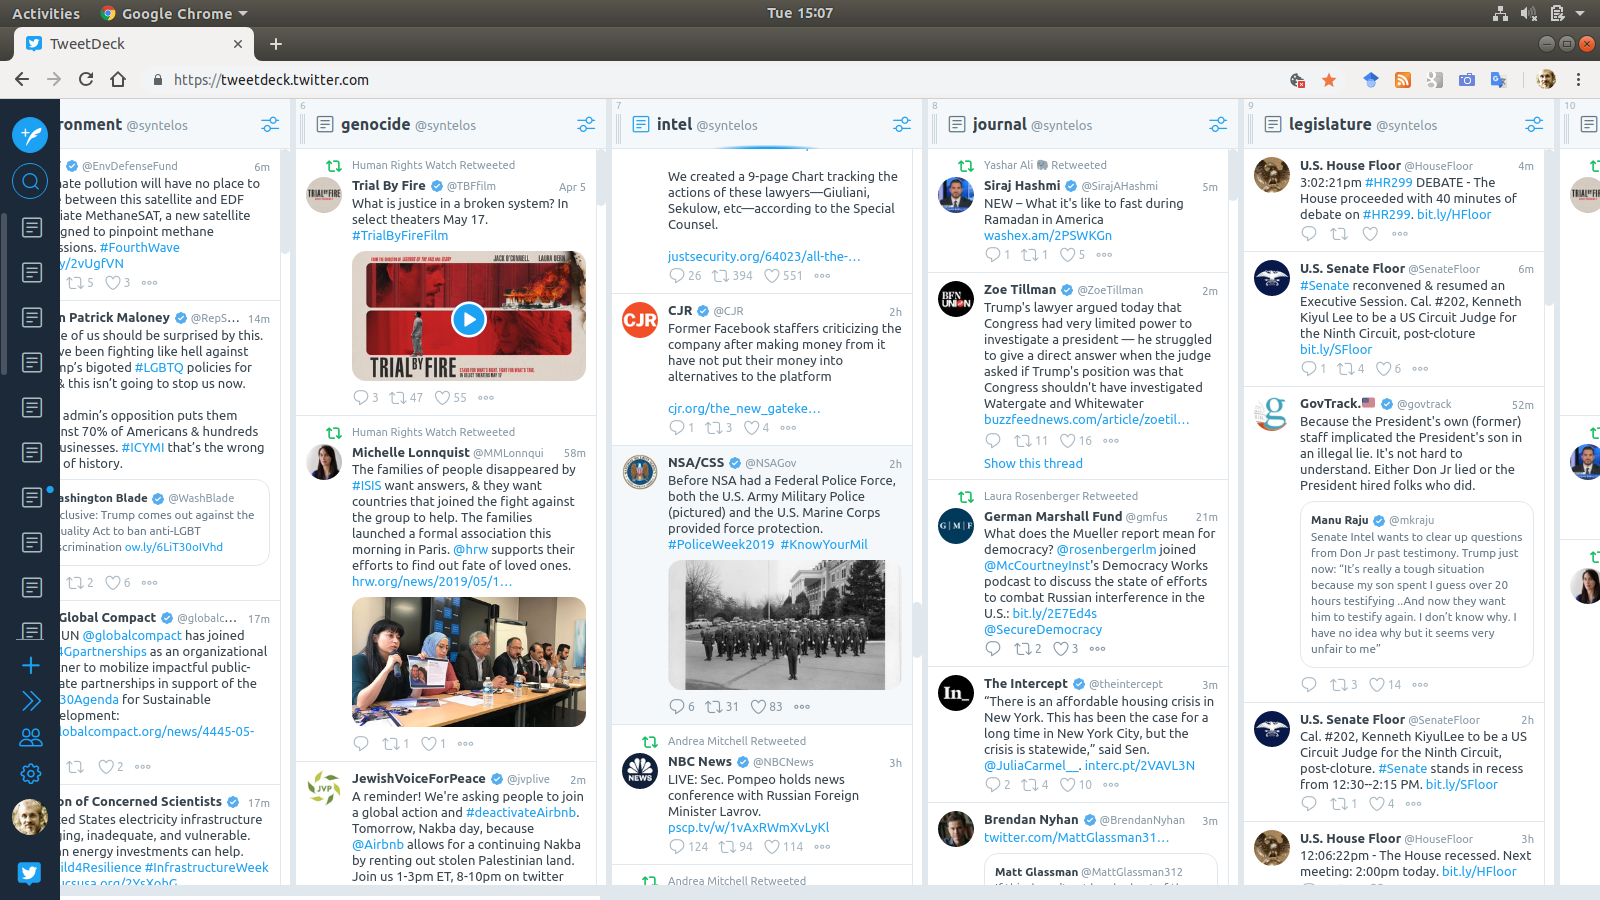 Activities
Google Chrome
Tue 15:07
TweetDeck
https://tweetdeck.twitter.com
ronment @syntelos
@EnvDefenseFund 6m
ate pollution will have no place to
between this satellite and EDF
iate MethaneSAT, a new satellite
igned to pinpoint methane
ssions. #FourthWave
y/2vUgfVN
5 3
n Patrick Maloney @RepS... 14m
e of us should be surprised by this.
ve been fighting like hell against
mp's bigoted #LGBTQ policies for
& this isn't going to stop us now.
admin's opposition puts them
nst 70% of Americans & hundreds
usinesses. #ICYMI that's the wrong
of history.
ashington Blade @WashBlade
clusive: Trump comes out against the
quality Act to ban anti-LGBT
scrimination ow.ly/6LiT30oIVhd
2 6
Global Compact @globalc... 17m
UN @globalcompact has joined
4Gpartnerships as an organizational
tner to mobilize impactful public-
ate partnerships in support of the
30Agenda for Sustainable
elopment:
lobalcompact.org/news/4445-05-
2
on of Concerned Scientists 17m
ted States electricity infrastructure
ging, inadequate, and vulnerable.
an energy investments can help.
ild4Resilience #InfrastructureWeek
ucsusa.org/2YsXobG
6
genocide @syntelos
Human Rights Watch Retweeted
Trial By Fire @TBFfilm Apr 5
What is justice in a broken system? In
select theaters May 17.
#TrialByFireFilm
JACK O'CONNELL LAURA DERN
TRIAL BY FIRE
3 47 55
Human Rights Watch Retweeted
Michelle Lonnquist @MMLonnqui 58m
The families of people disappeared by
#ISIS want answers, & they want
countries that joined the fight against
the group to help. The families
launched a formal association this
morning in Paris. @hrw supports their
efforts to find out fate of loved ones.
hrw.org/news/2019/05/1...
1 1
JewishVoiceForPeace @jvplive 2m
A reminder! We're asking people to join
a global action and #deactivateAirbnb.
Tomorrow, Nakba day, because
@Airbnb allows for a continuing Nakba
by renting out stolen Palestinian land.
Join us 1-3pm ET, 8-10pm on twitter
7
intel @syntelos
We created a 9-page Chart tracking the
actions of these lawyers—Giuliani,
Sekulow, etc—according to the Special
Counsel.
justsecurity.org/64023/all-the-...
26 394 551
CJR @CJR 2h
Former Facebook staffers criticizing the
company after making money from it
have not put their money into
alternatives to the platform
cjr.org/the_new_gateke...
1 3 4
NSA/CSS @NSAGov 2h
Before NSA had a Federal Police Force,
both the U.S. Army Military Police
(pictured) and the U.S. Marine Corps
provided force protection.
#PoliceWeek2019 #KnowYourMil
6 31 83
Andrea Mitchell Retweeted
NBC News @NBCNews 3h
LIVE: Sec. Pompeo holds news
conference with Russian Foreign
Minister Lavrov.
pscp.tv/w/1vAxRWmXvLyKl
124 94 114
Andrea Mitchell Retweeted
8
journal @syntelos
Yashar Ali Retweeted
Siraj Hashmi @SirajAHashmi 5m
NEW – What it's like to fast during
Ramadan in America
washex.am/2PSWKGn
1 1 5
Zoe Tillman @ZoeTillman 2m
Trump's lawyer argued today that
Congress had very limited power to
investigate a president — he struggled
to give a direct answer when the judge
asked if Trump's position was that
Congress shouldn't have investigated
Watergate and Whitewater
buzzfeednews.com/article/zoetil...
11 16
Show this thread
Laura Rosenberger Retweeted
German Marshall Fund @gmfus 21m
What does the Mueller report mean for
democracy? @rosenbergerlm joined
@McCourtneyInst's Democracy Works
podcast to discuss the state of efforts
to combat Russian interference in the
U.S.: bit.ly/2E7Ed4s
@SecureDemocracy
2 3
The Intercept @theintercept 3m
“There is an affordable housing crisis in
New York. This has been the case for a
long time in New York City, but the
crisis is statewide,” said Sen.
@JuliaCarmel__. interc.pt/2VAVL3N
2 4 10
Brendan Nyhan @BrendanNyhan 3m
twitter.com/MattGlassman31...
Matt Glassman @MattGlassman312
9
legislature @syntelos
U.S. House Floor @HouseFloor 4m
3:02:21pm #HR299 DEBATE - The
House proceeded with 40 minutes of
debate on #HR299. bit.ly/HFloor
U.S. Senate Floor @SenateFloor 6m
#Senate reconvened & resumed an
Executive Session. Cal. #202, Kenneth
Kiyul Lee to be a US Circuit Judge for
the Ninth Circuit, post-cloture
bit.ly/SFloor
1 4 6
GovTrack. @govtrack 52m
Because the President's own (former)
staff implicated the President's son in
an illegal lie. It's not hard to
understand. Either Don Jr lied or the
President hired folks who did.
Manu Raju @mkraju
Senate Intel wants to clear up questions
from Don Jr past testimony. Trump just
now: “It's really a tough situation
because my son spent I guess over 20
hours testifying ..And now they want
him to testify again. I don't know why. I
have no idea why but it seems very
unfair to me”
3 14
U.S. Senate Floor @SenateFloor 2h
Cal. #202, Kenneth KiyulLee to be a US
Circuit Judge for the Ninth Circuit,
post-cloture. #Senate stands in recess
from 12:30--2:15 PM. bit.ly/SFloor
1 4
U.S. House Floor @HouseFloor 3h
12:06:22pm - The House recessed. Next
meeting: 2:00pm today. bit.ly/HFloor
10